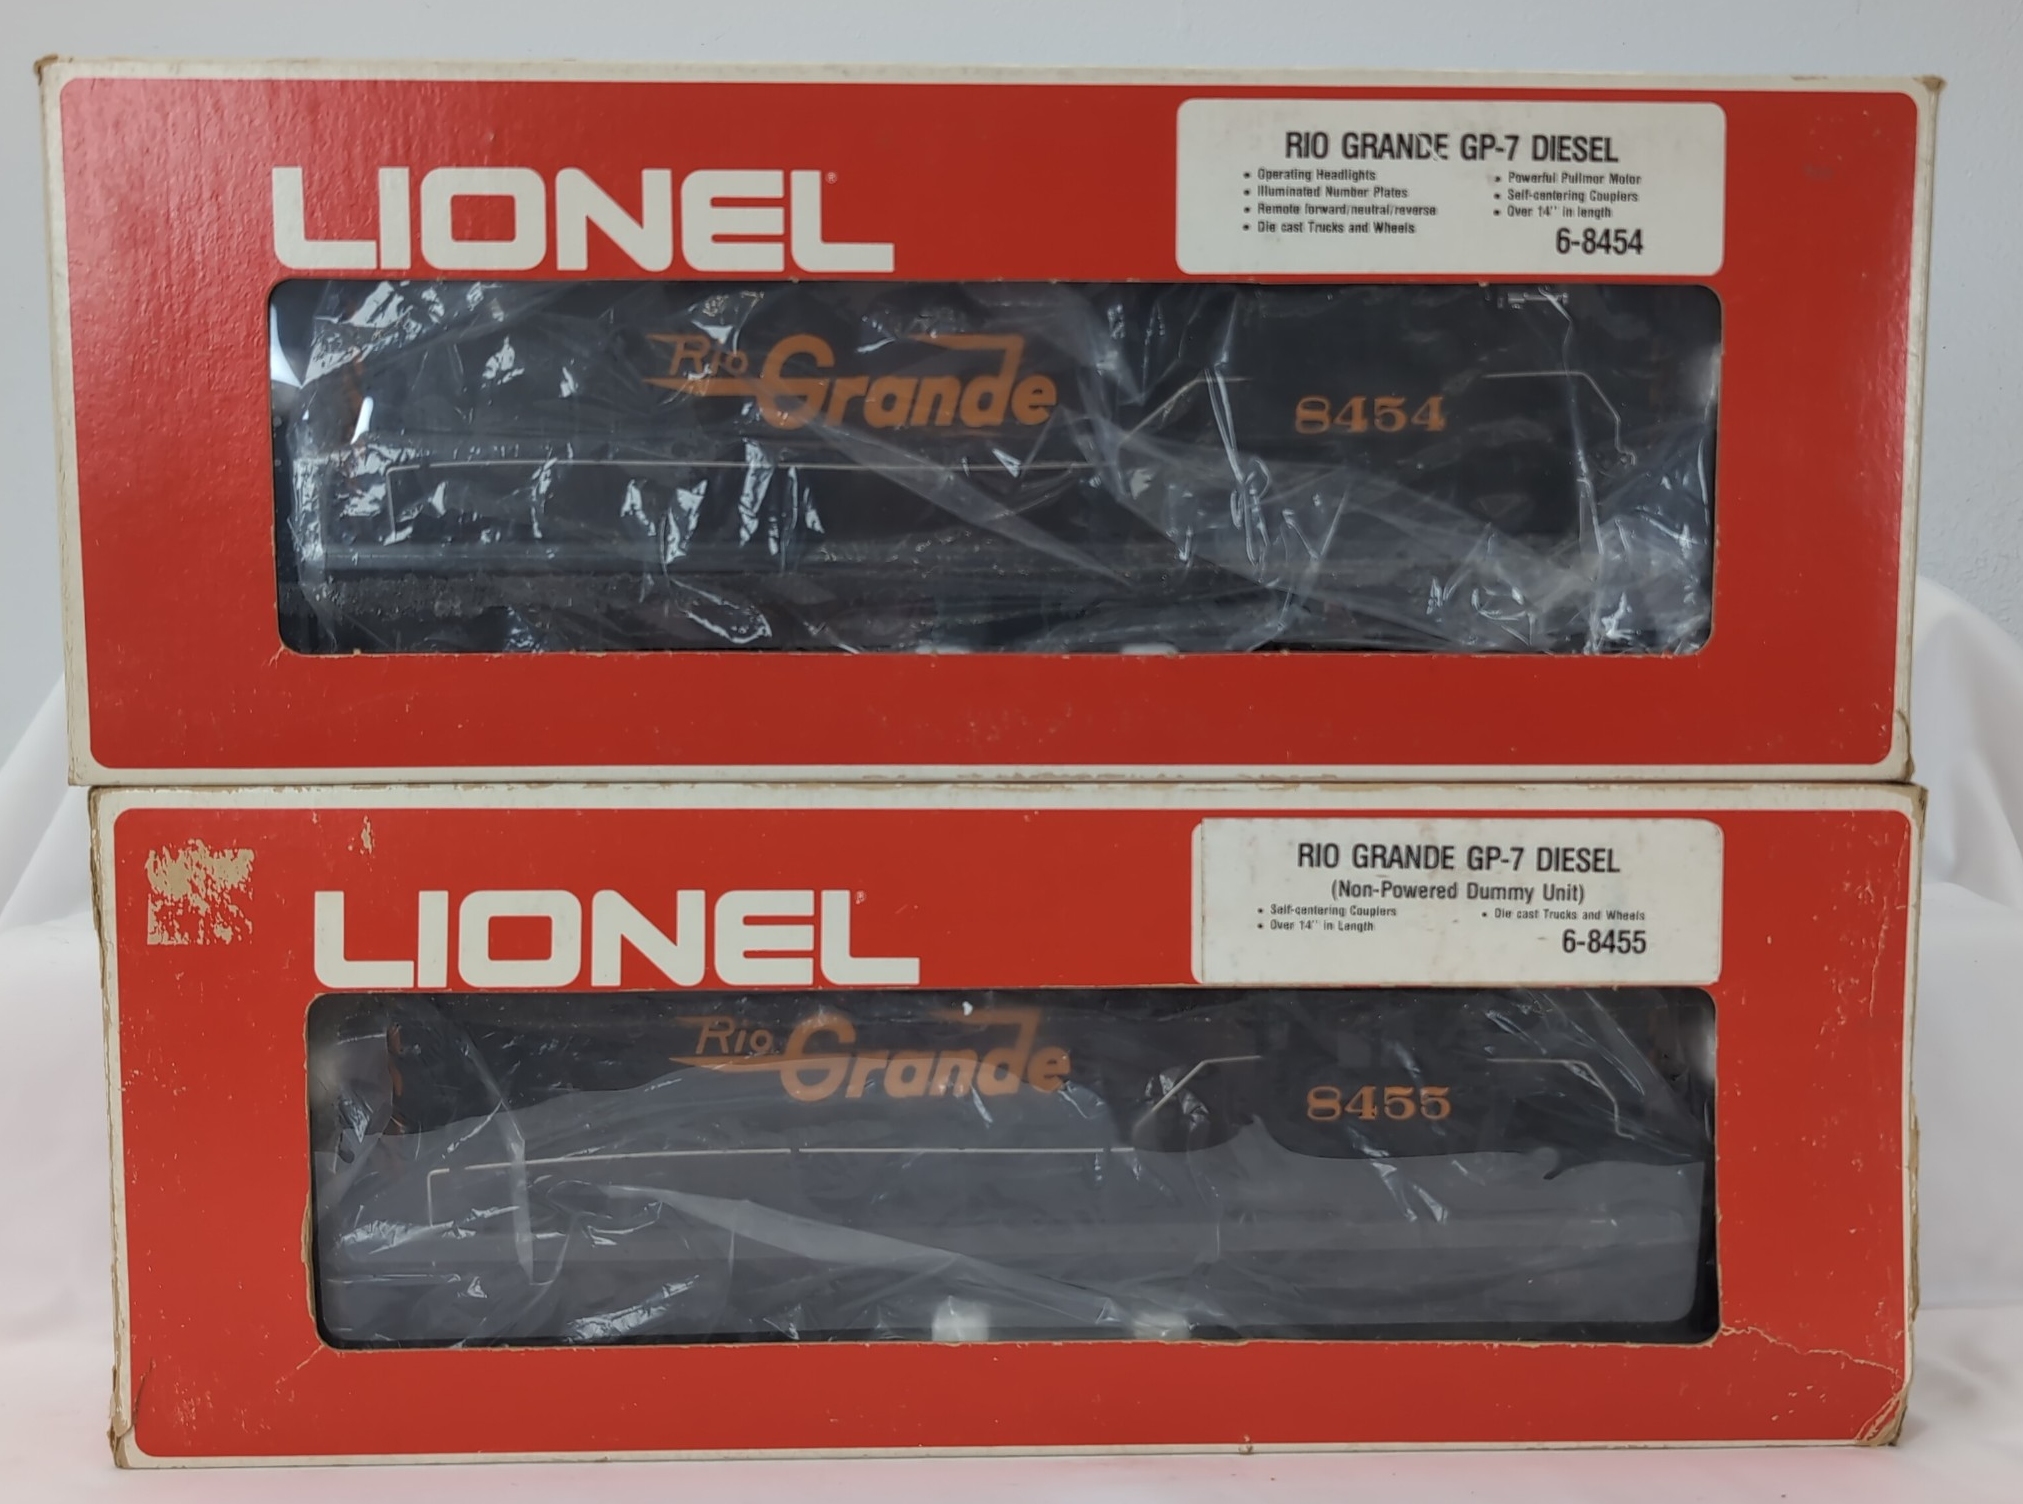 LIONEL®
RIO GRANDE GP-7 DIESEL
• Operating Headlights
• Illuminated Number Plates
• Remote forward/neutral/reverse
• Die cast Trucks and Wheels
• Powerful Pullmor Motor
• Self-centering Couplers
• Over 14" in length
6-8454
Rio Grande
8454
LIONEL®
RIO GRANDE GP-7 DIESEL
(Non-Powered Dummy Unit)
• Self-centering Couplers
• Over 14" in Length
• Die cast Trucks and Wheels
6-8455
Rio Grande
8455